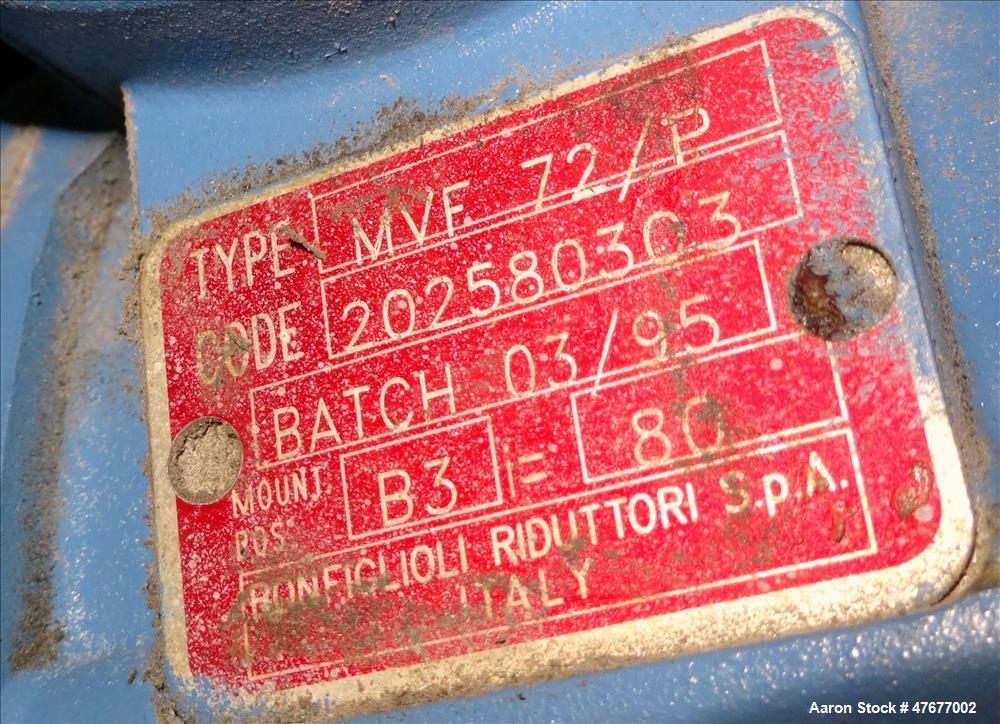 TYPE MVF 72/P
CODE 202580303
BATCH 03/95
MOUNT. POS. B3 i= 80
BONFIGLIOLI RIDUTTORI S.p.A.
ITALY
Aaron Stock # 47677002